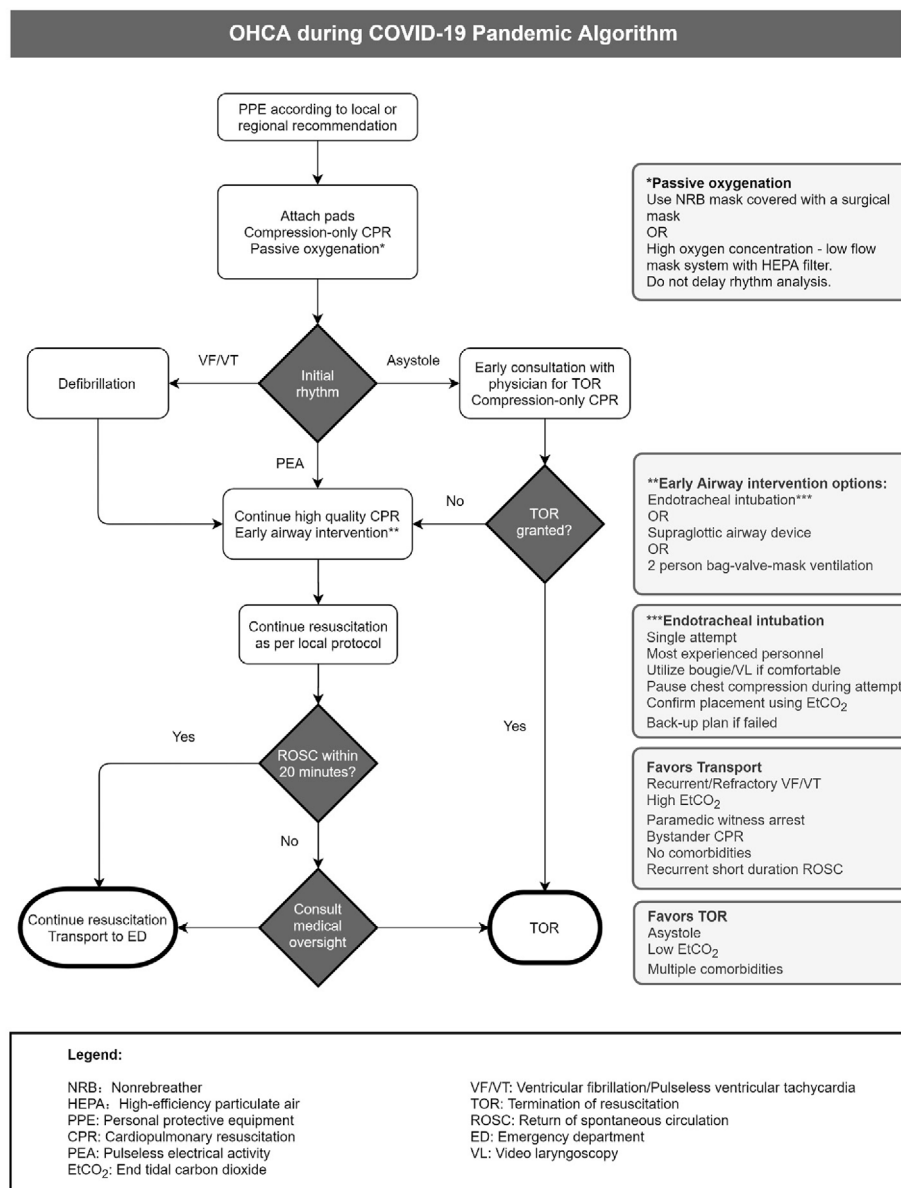 OHCA during COVID-19 Pandemic Algorithm
PPE according to local or
regional recommendation
Attach pads
Compression-only CPR
Passive oxygenation*
*Passive oxygenation
Use NRB mask covered with a surgical
mask
OR
High oxygen concentration - low flow
mask system with HEPA filter.
Do not delay rhythm analysis.
VF/VT
Asystole
Defibrillation
Initial
rhythm
Early consultation with
physician for TOR
Compression-only CPR
PEA
Continue high quality CPR
Early airway intervention**
No
TOR
granted?
**Early Airway intervention options:
Endotracheal intubation***
OR
Supraglottic airway device
OR
2 person bag-valve-mask ventilation
Continue resuscitation
as per local protocol
***Endotracheal intubation
Single attempt
Most experienced personnel
Utilize bougie/VL if comfortable
Pause chest compression during attempt
Confirm placement using EtCO2
Back-up plan if failed
Yes
ROSC within
20 minutes?
Yes
No
Favors Transport
Recurrent/Refractory VF/VT
High EtCO2
Paramedic witness arrest
Bystander CPR
No comorbidities
Recurrent short duration ROSC
Continue resuscitation
Transport to ED
Consult
medical
oversight
TOR
Favors TOR
Asystole
Low EtCO2
Multiple comorbidities
Legend:
NRB: Nonrebreather
HEPA: High-efficiency particulate air
PPE: Personal protective equipment
CPR: Cardiopulmonary resuscitation
PEA: Pulseless electrical activity
EtCO2: End tidal carbon dioxide
VF/VT: Ventricular fibrillation/Pulseless ventricular tachycardia
TOR: Termination of resuscitation
ROSC: Return of spontaneous circulation
ED: Emergency department
VL: Video laryngoscopy